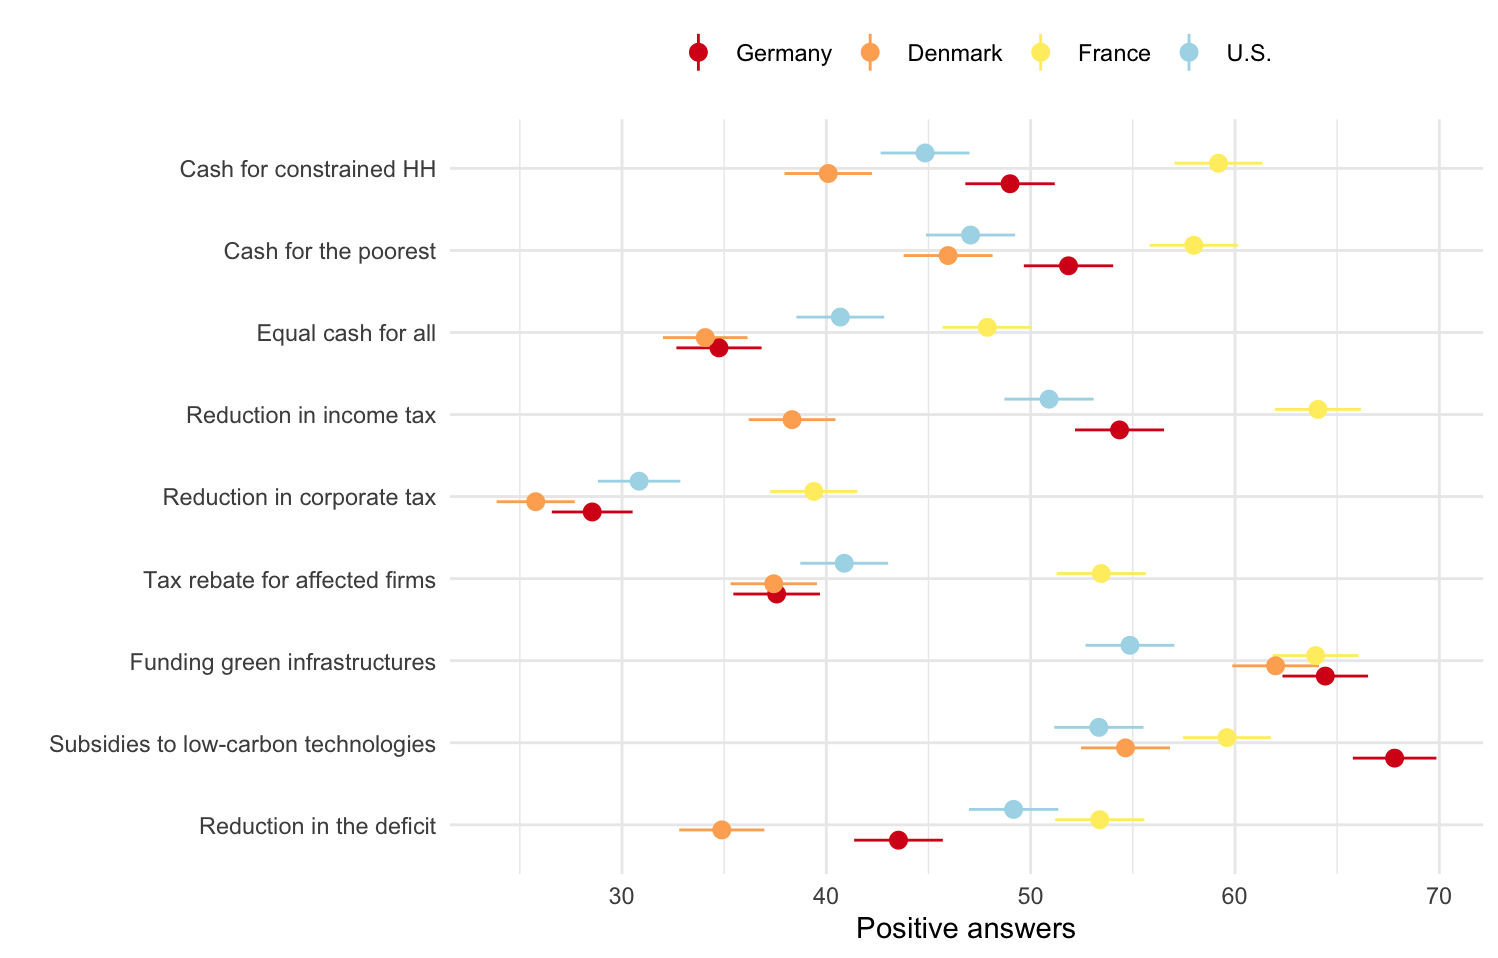 Germany Denmark France U.S.
Cash for constrained HH
Cash for the poorest
Equal cash for all
Reduction in income tax
Reduction in corporate tax
Tax rebate for affected firms
Funding green infrastructures
Subsidies to low-carbon technologies
Reduction in the deficit
30 40 50 60 70
Positive answers